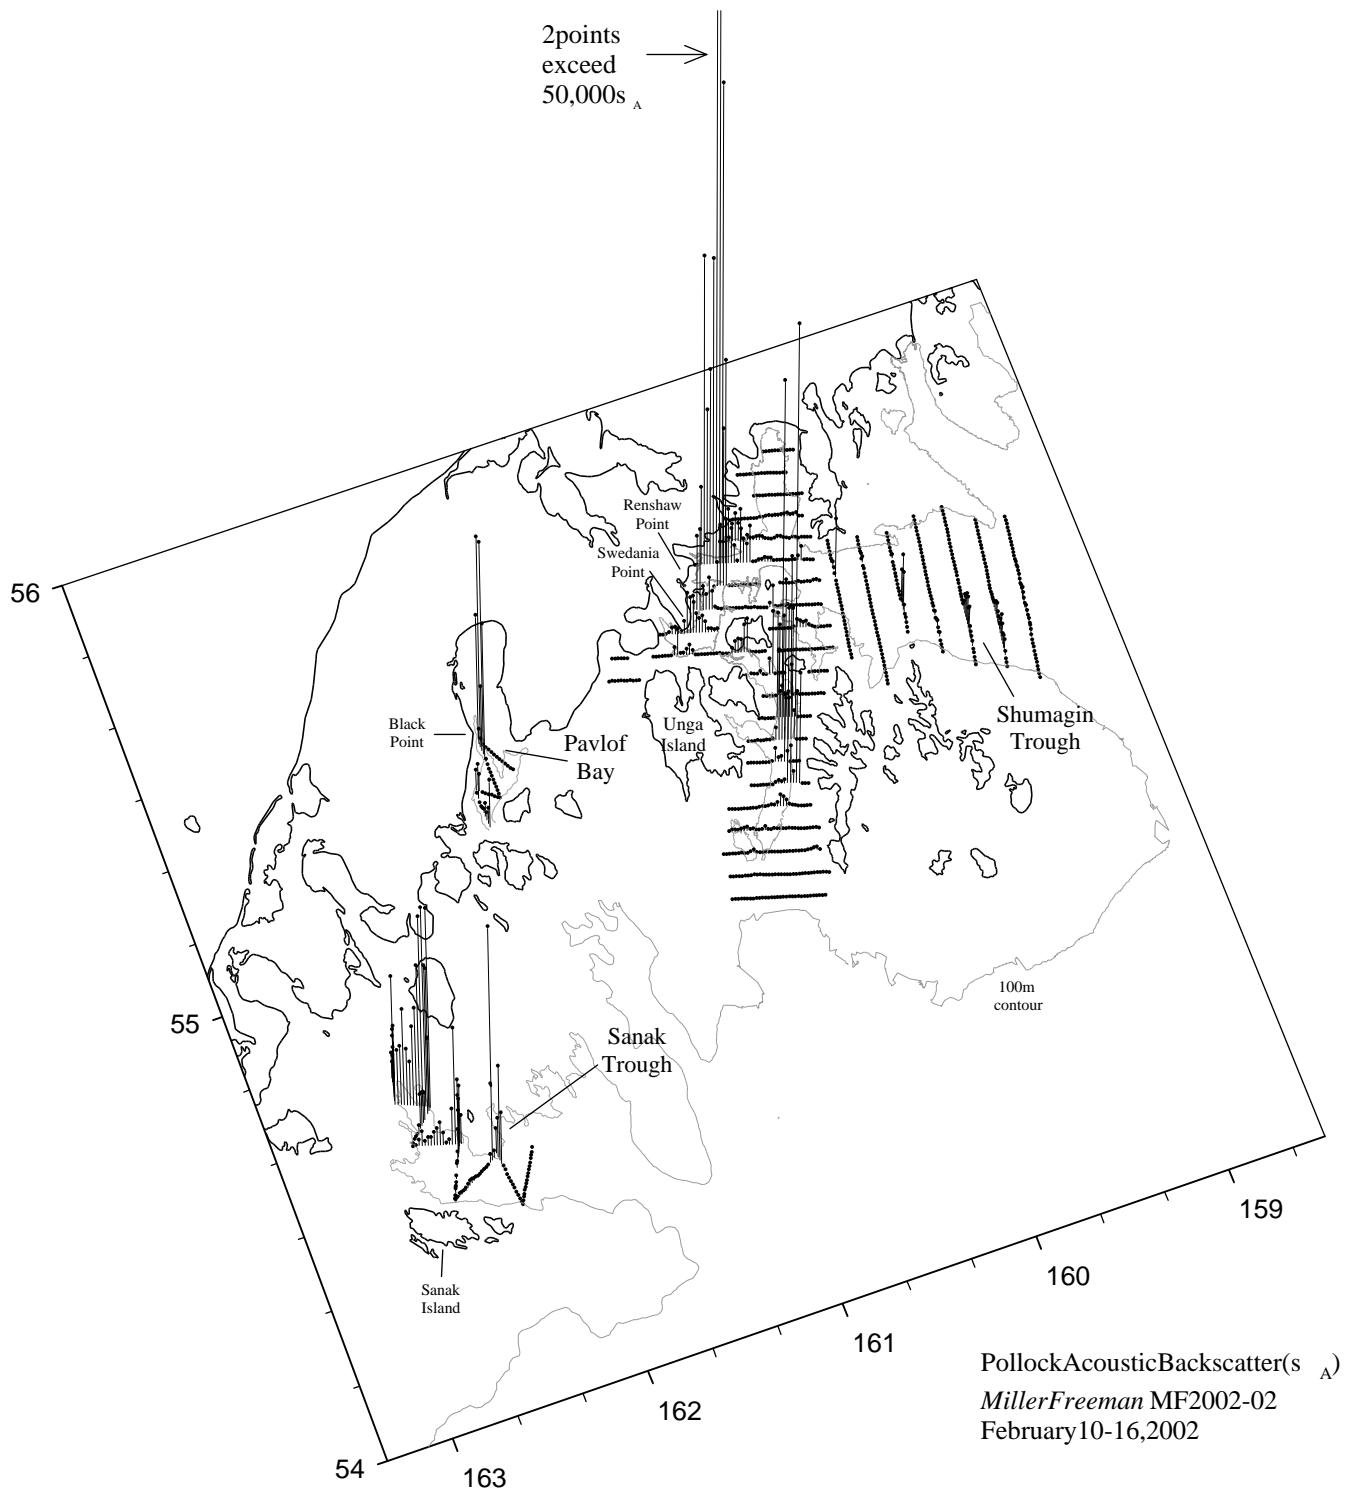 2points
exceed
50,000s A
Renshaw
Point
Swedania
Point
56
Black
Point
Pavlof
Bay
Unga
Island
Shumagin
Trough
100m
contour
55
Sanak
Trough
159
Sanak
Island
160
161
162
163
54
PollockAcousticBackscatter(s A)
MillerFreeman MF2002-02
February10-16,2002